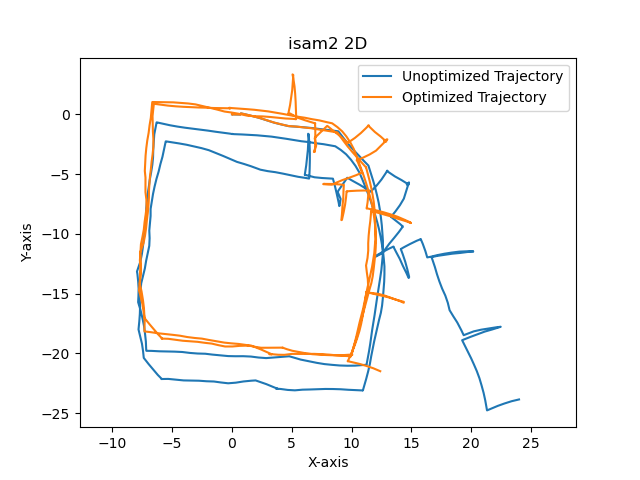 isam2 2D
Unoptimized Trajectory
Optimized Trajectory
Y-axis
0
−5
−10
−15
−20
−25
−10
−5
0
5
10
15
20
25
X-axis